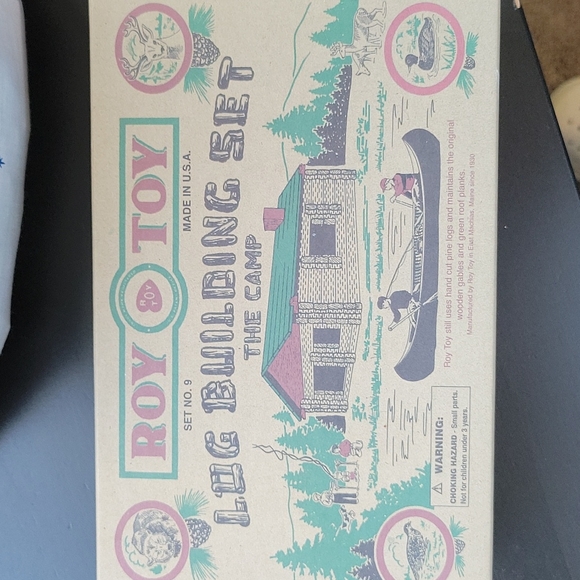 ROY TOY
ROY
TOY
SET NO. 9
MADE IN U.S.A.
LOG BUILDING SET
THE CAMP
Roy Toy still uses hand cut pine logs and maintains the original
wooden gables and green roof planks.
Manufactured by Roy Toy in East Machias, Maine since 1930
⚠ WARNING:
CHOKING HAZARD - Small parts.
Not for children under 3 years.